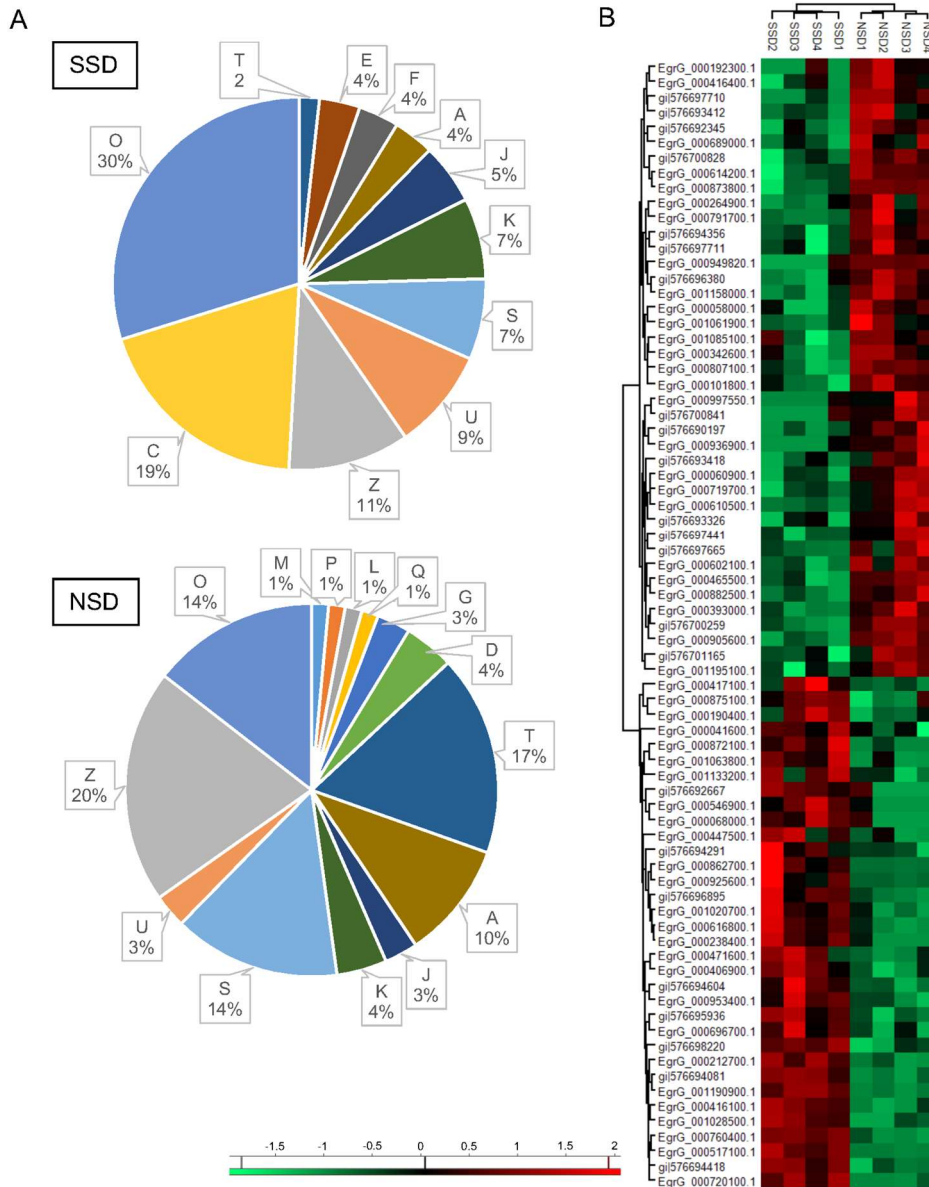 A
SSD
T
2
E
4%
F
4%
A
4%
J
5%
K
7%
S
7%
U
9%
Z
11%
C
19%
O
30%
NSD
M
1%
P
1%
L
1%
Q
1%
G
3%
D
4%
T
17%
A
10%
J
3%
K
4%
S
14%
U
3%
Z
20%
O
14%
-1.5 -1 -0.5 0 0.5 1 1.5 2
B
SSD2 SSD3 SSD4 SSD1 NSD1 NSD2 NSD3 NSD4
EgrG_000192300.1
EgrG_000416400.1
gi|576697710
gi|576693412
gi|576692345
EgrG_000689000.1
gi|576700828
EgrG_000614200.1
EgrG_000873800.1
EgrG_000264900.1
EgrG_000791700.1
gi|576694356
gi|576697711
EgrG_000949820.1
gi|576696380
EgrG_001158000.1
EgrG_000058000.1
EgrG_001061900.1
EgrG_001085100.1
EgrG_000342600.1
EgrG_000807100.1
EgrG_000101800.1
EgrG_000997550.1
gi|576700841
gi|576690197
EgrG_000936900.1
gi|576693418
EgrG_000060900.1
EgrG_000719700.1
EgrG_000610500.1
gi|576693326
gi|576697441
gi|576697665
EgrG_000602100.1
EgrG_000465500.1
EgrG_000882500.1
EgrG_000393000.1
gi|576700259
EgrG_000905600.1
gi|576701165
EgrG_001195100.1
EgrG_000417100.1
EgrG_000875100.1
EgrG_000190400.1
EgrG_000041600.1
EgrG_000872100.1
EgrG_001063800.1
EgrG_001133200.1
gi|576692667
EgrG_000546900.1
EgrG_000068000.1
EgrG_000447500.1
gi|576694291
EgrG_000862700.1
EgrG_000925600.1
gi|576696895
EgrG_001020700.1
EgrG_000616800.1
EgrG_000238400.1
EgrG_000471600.1
EgrG_000406900.1
gi|576694604
EgrG_000953400.1
gi|576695936
EgrG_000696700.1
gi|576698220
EgrG_000212700.1
gi|576694081
EgrG_001190900.1
EgrG_000416100.1
EgrG_001028500.1
EgrG_000760400.1
EgrG_000517100.1
gi|576694418
EgrG_000720100.1